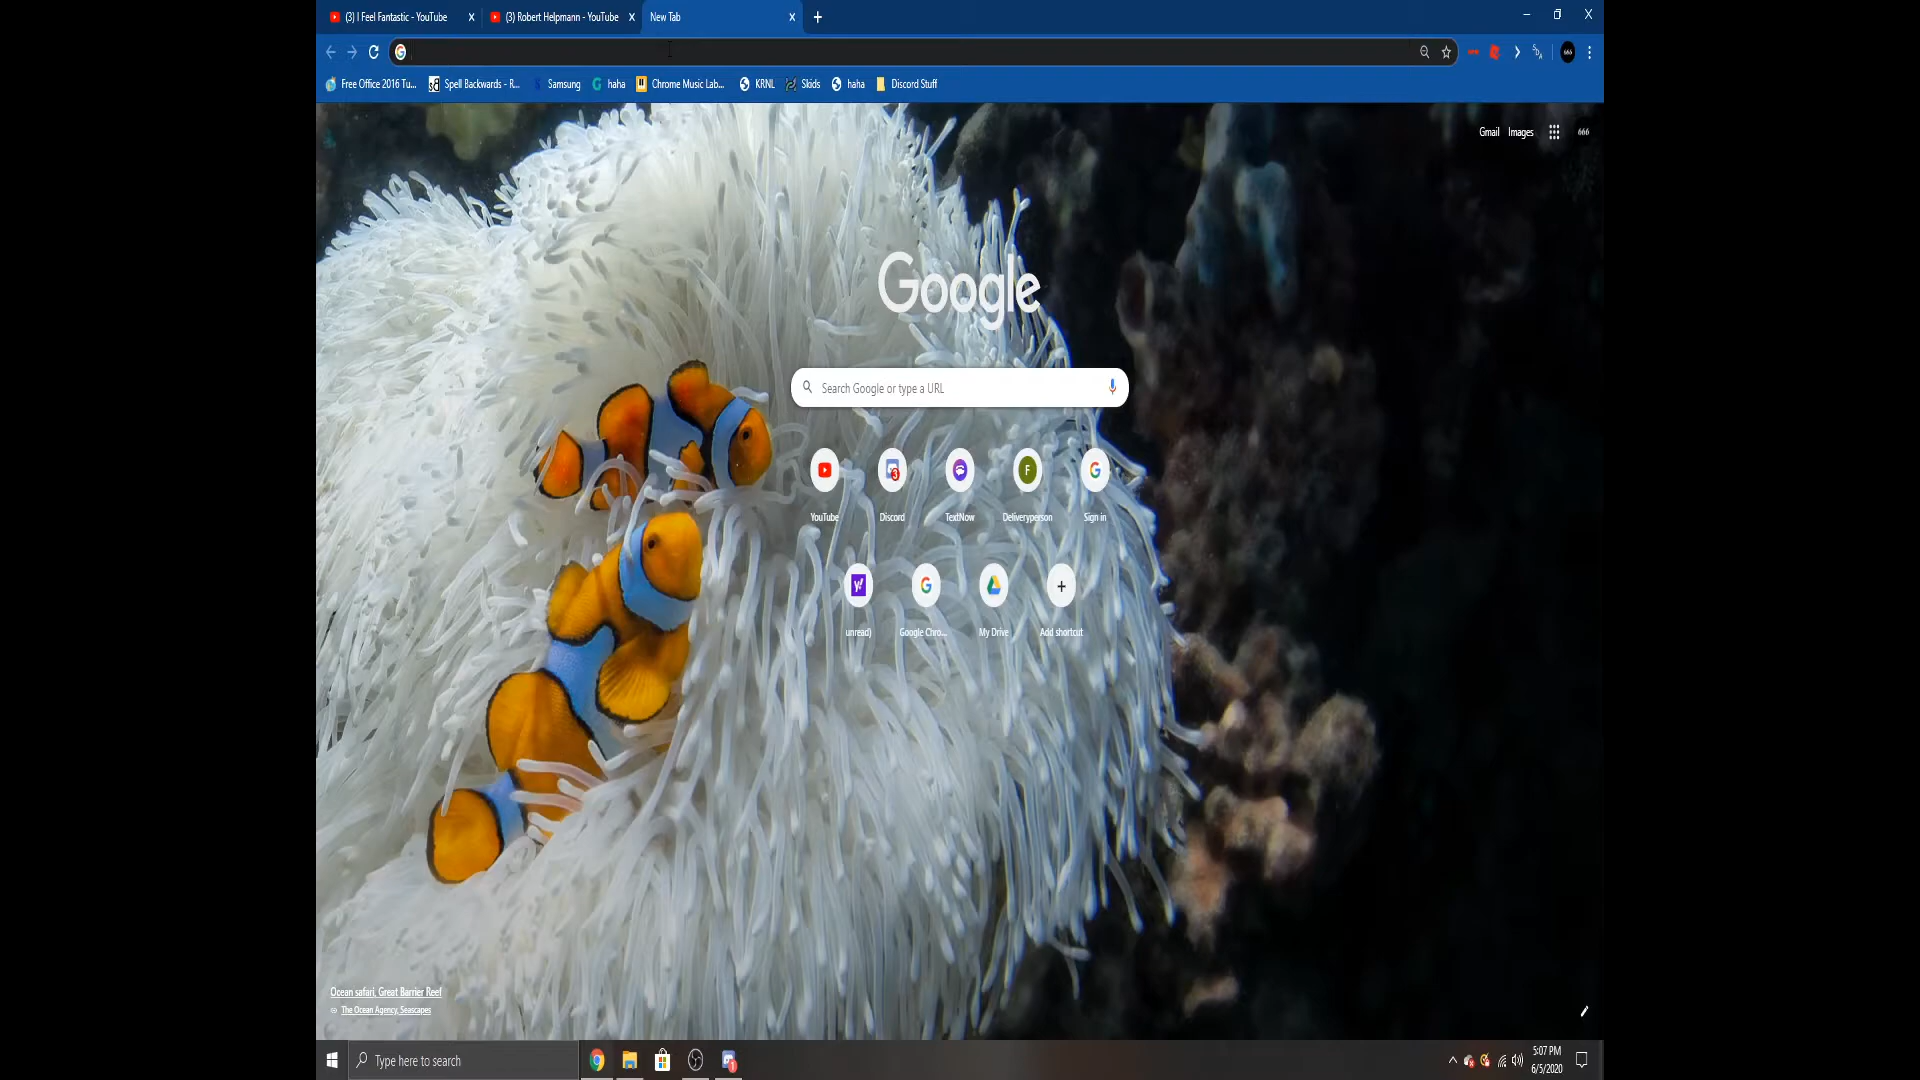 (3) I Feel Fantastic - YouTube
(3) Robert Helpmann - YouTube
New Tab
Free Office 2016 Tu...
Spell Backwards - R...
Samsung
haha
Chrome Music Lab...
KRNL
Skids
haha
Discord Stuff
Gmail
Images
666
Google
Search Google or type a URL
YouTube
Discord
TextNow
F
Deliveryperson
Sign in
unread)
Google Chro...
My Drive
Add shortcut
Ocean safari, Great Barrier Reef
The Ocean Agency, Seascapes
Type here to search
1
5:07 PM
6/5/2020